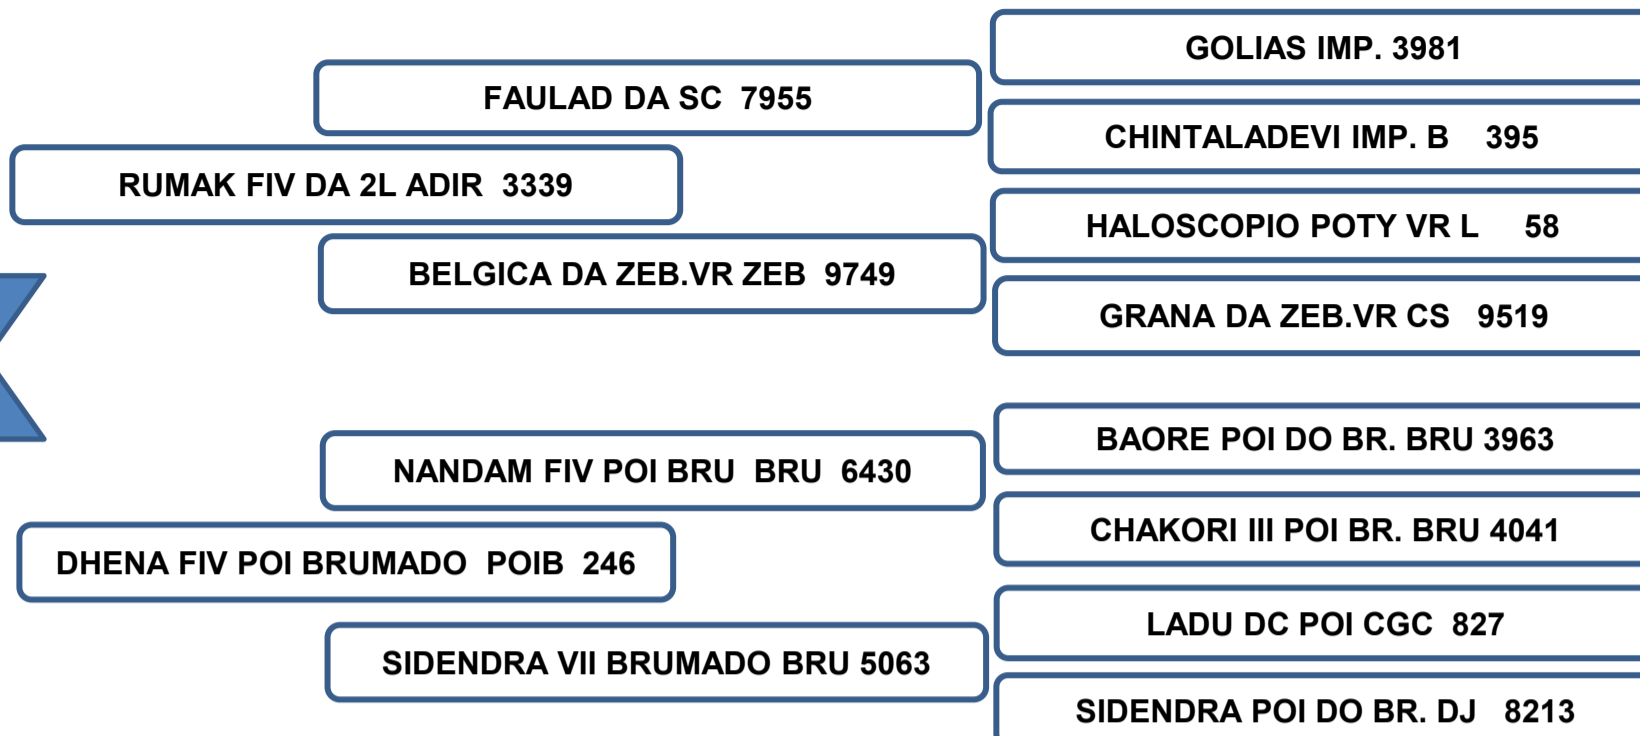 GOLIAS IMP. 3981
FAULAD DA SC 7955
CHINTALADEVI IMP. B 395
RUMAK FIV DA 2L ADIR 3339
HALOSCOPIO POTY VR L 58
BELGICA DA ZEB.VR ZEB 9749
GRANA DA ZEB.VR CS 9519
BAORE POI DO BR. BRU 3963
NANDAM FIV POI BRU BRU 6430
CHAKORI III POI BR. BRU 4041
DHENA FIV POI BRUMADO POIB 246
LADU DC POI CGC 827
SIDENDRA VII BRUMADO BRU 5063
SIDENDRA POI DO BR. DJ 8213